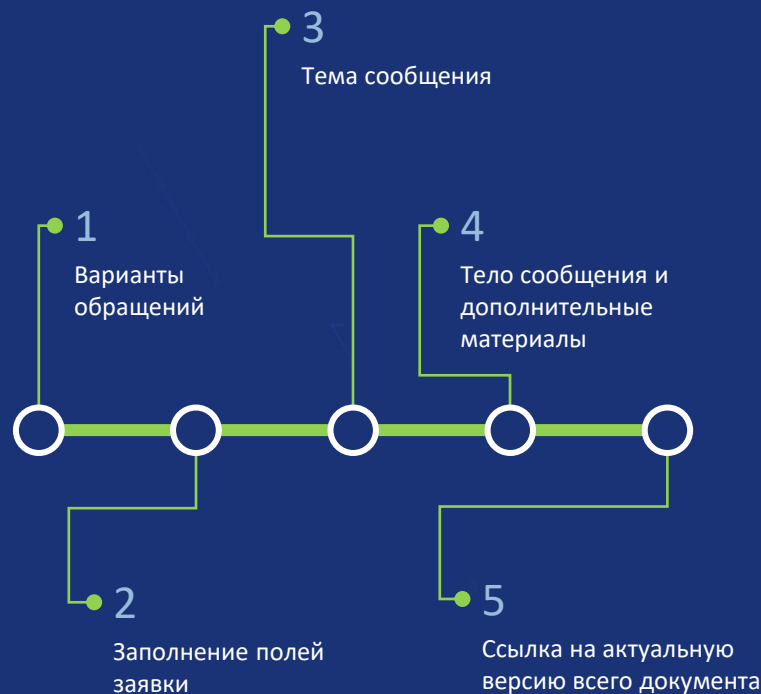 1
Варианты
обращений
2
Заполнение полей
заявки
3
Тема сообщения
4
Тело сообщения и
дополнительные
материалы
5
Ссылка на актуальную
версию всего документа